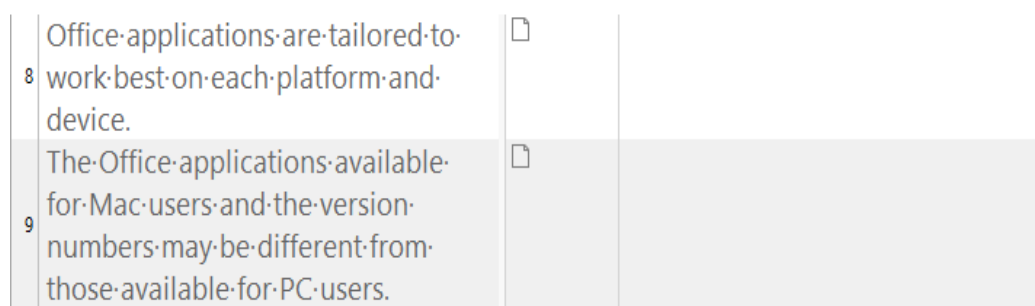 Office·applications·are·tailored·to·
8 work·best·on·each·platform·and·
device.
The·Office·applications·available·
for·Mac·users·and·the·version·
9
numbers·may·be·different·from·
those·available·for·PC·users.